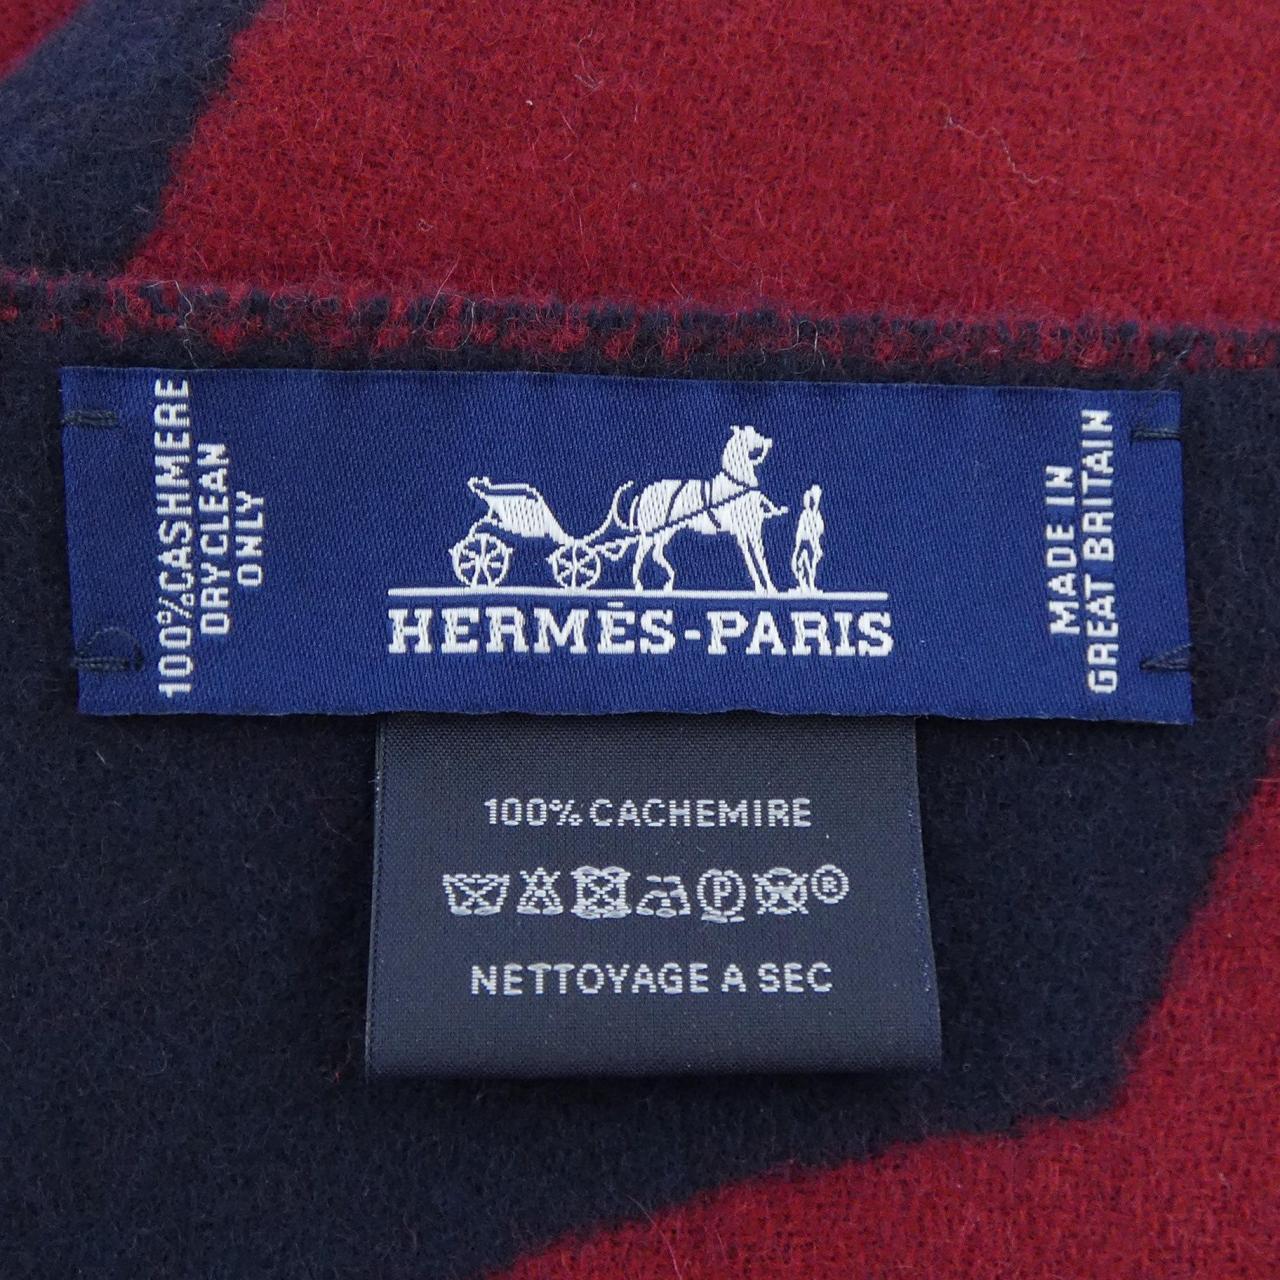 100%CASHMERE
DRY CLEAN
ONLY
HERMÈS-PARIS
MADE IN
GREAT BRITAIN
100% CACHEMIRE
P
®
NETTOYAGE A SEC